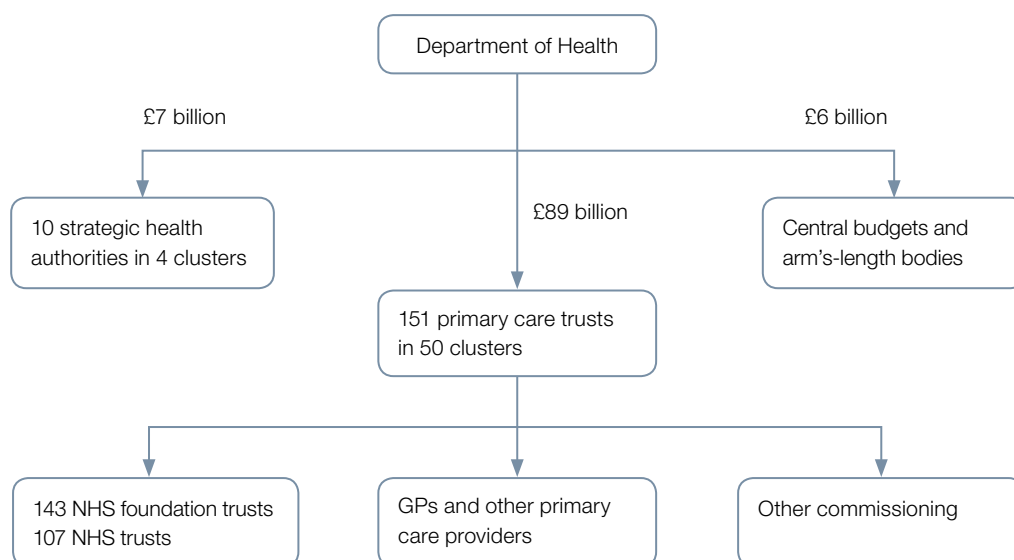 Department of Health
£7 billion
£6 billion
10 strategic health
authorities in 4 clusters
£89 billion
Central budgets and
arm’s-length bodies
151 primary care trusts
in 50 clusters
143 NHS foundation trusts
107 NHS trusts
GPs and other primary
care providers
Other commissioning